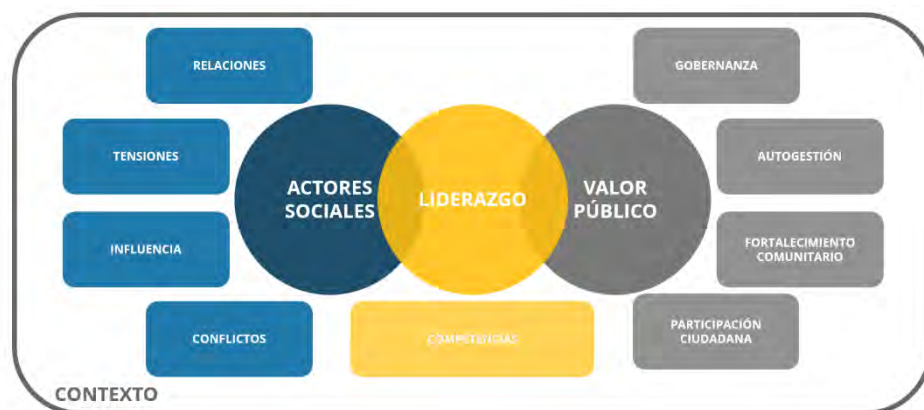 RELACIONES
GOBERNANZA
TENSIONES
AUTOGESTIÓN
ACTORES
SOCIALES
LIDERAZGO
VALOR
PÚBLICO
INFLUENCIA
FORTALECIMIENTO
COMUNITARIO
CONFLICTOS
COMPETENCIAS
PARTICIPACIÓN
CIUDADANA
CONTEXTO